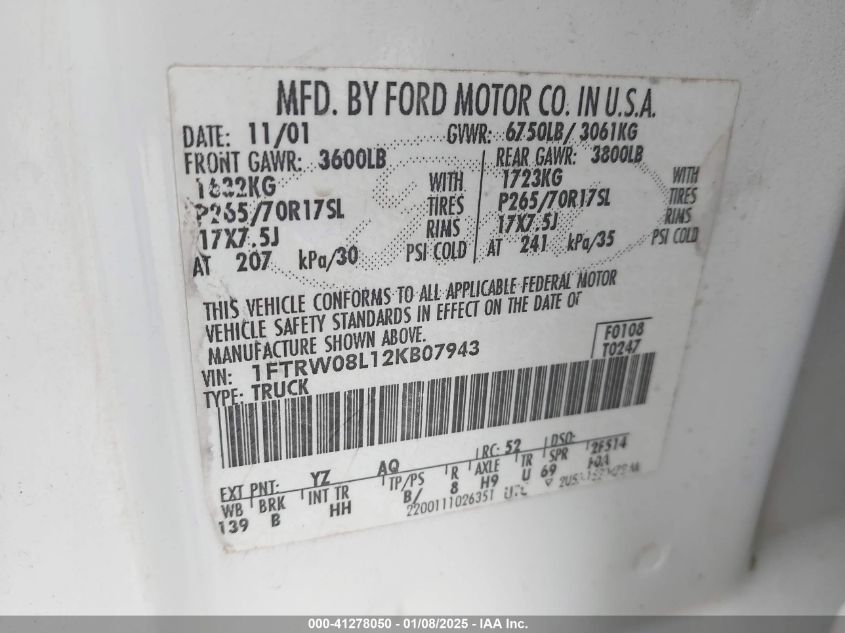 MFD. BY FORD MOTOR CO. IN U.S.A.
DATE: 11/01 GVWR: 6750LB/ 3061KG
FRONT GAWR: 3600LB REAR GAWR: 3800LB
1632KG WITH 1723KG WITH
P265/70R17SL TIRES P265/70R17SL TIRES
17X7.5J RIMS 17X7.5J RIMS
AT 207 kPa/30 PSI COLD AT 241 kPa/35 PSI COLD
THIS VEHICLE CONFORMS TO ALL APPLICABLE FEDERAL MOTOR
VEHICLE SAFETY STANDARDS IN EFFECT ON THE DATE OF
MANUFACTURE SHOWN ABOVE.
VIN: 1FTRW08L12KB07943 F0108
TYPE: TRUCK T0247
EXT PNT: YZ AQ RC: 52 DSO: 2F514
WB BRK INT TR TP/PS R AXLE TR SPR
139 B HH B/ 8 H9 U 69
2200111026351
000-41278050 - 01/08/2025 - IAA Inc.